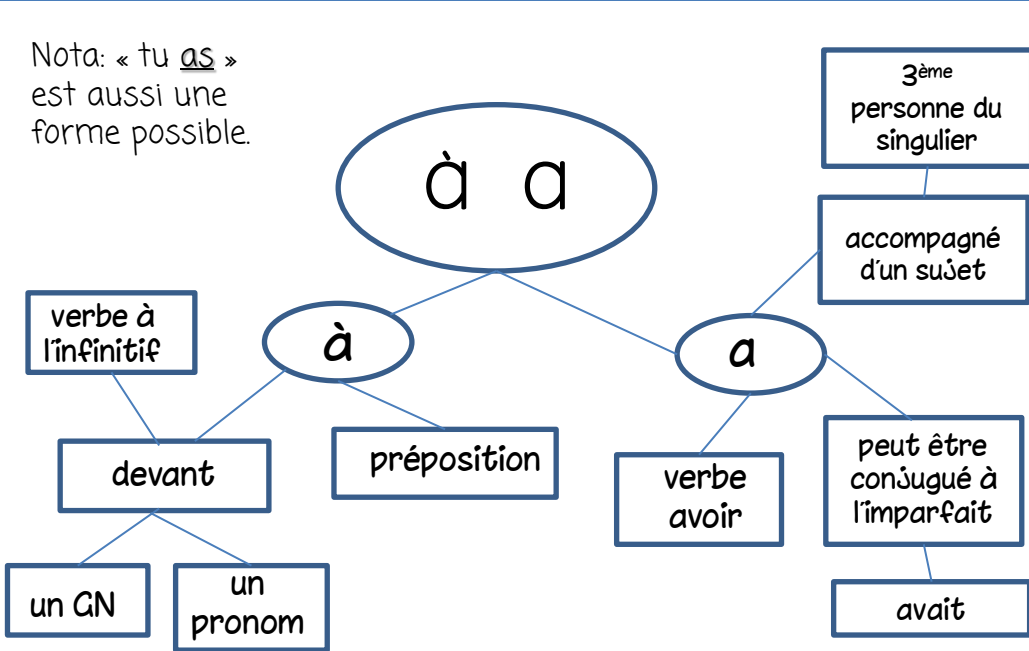 Nota: « tu as »
est aussi une
forme possible.
3ème
personne du
singulier
à a
accompagné
d'un sujet
verbe à
l'infinitif
à
a
devant
préposition
verbe
avoir
peut être
conjugué à
l'imparfait
un GN
un
pronom
avait